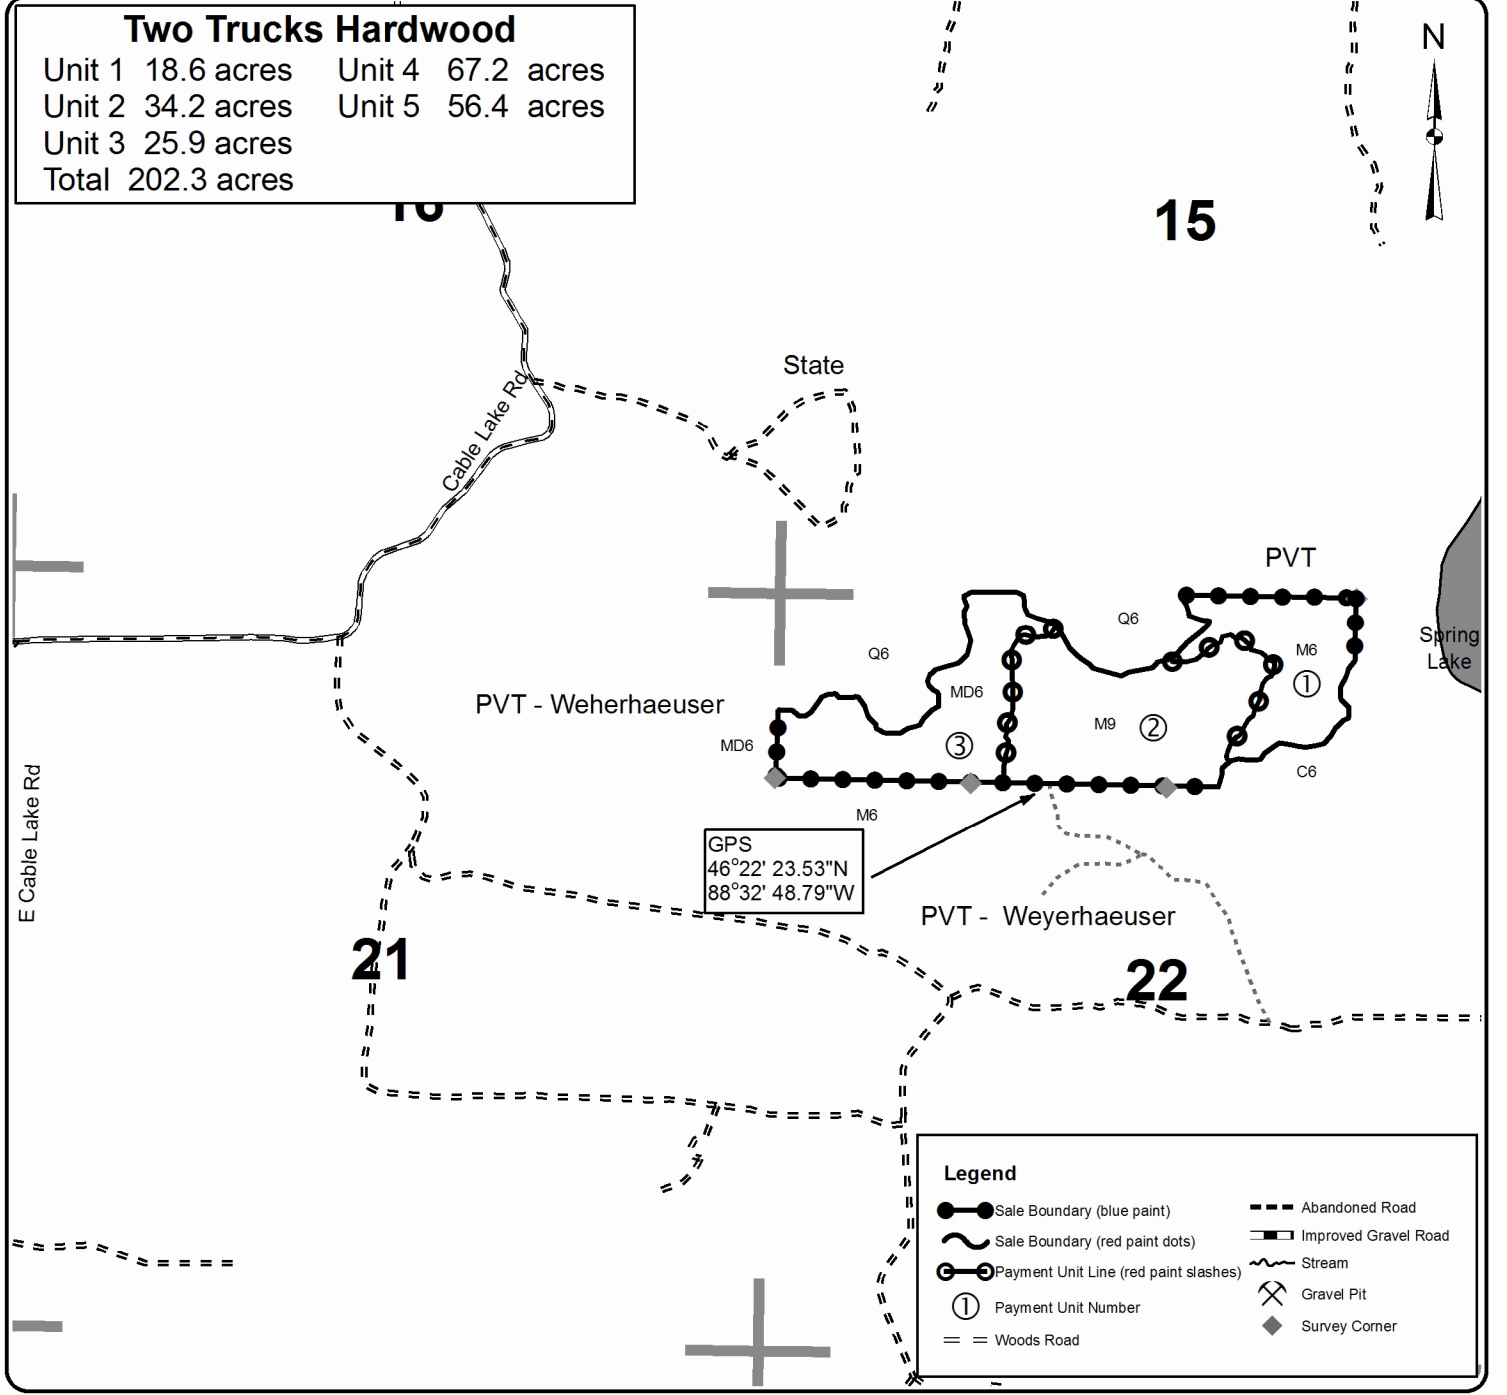 Two Trucks Hardwood
Unit 1 18.6 acres Unit 4 67.2 acres
Unit 2 34.2 acres Unit 5 56.4 acres
Unit 3 25.9 acres
Total 202.3 acres
N
16
15
State
Cable Lake Rd
PVT
Q6
Q6
M6
Spring
Lake
1
MD6
PVT - Weherhaeuser
M9
2
MD6
3
C6
M6
E Cable Lake Rd
GPS
46°22' 23.53"N
88°32' 48.79"W
PVT - Weyerhaeuser
21
22
Legend
Sale Boundary (blue paint)
Sale Boundary (red paint dots)
Payment Unit Line (red paint slashes)
1 Payment Unit Number
Woods Road
Abandoned Road
Improved Gravel Road
Stream
Gravel Pit
Survey Corner